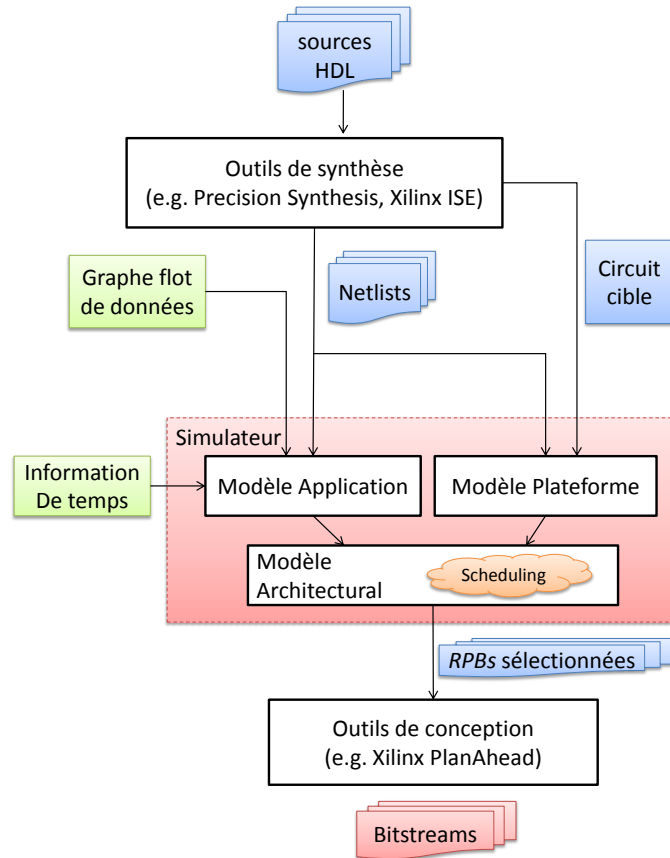 sources
HDL
Outils de synthèse
(e.g. Precision Synthesis, Xilinx ISE)
Graphe flot
de données
Netlists
Circuit
cible
Simulateur
Information
De temps
Modèle Application
Modèle Plateforme
Modèle
Architectural
Scheduling
RPBs sélectionnées
Outils de conception
(e.g. Xilinx PlanAhead)
Bitstreams